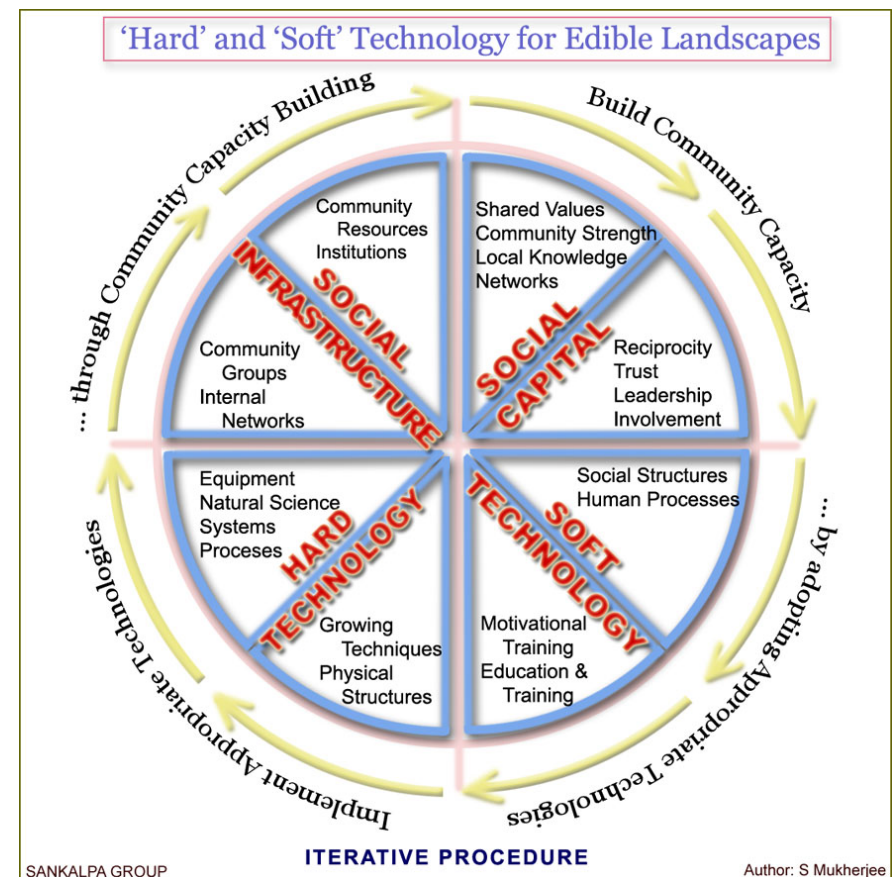 ‘Hard’ and ‘Soft’ Technology for Edible Landscapes
... through Community Capacity Building
Build Community Capacity
... by adopting Appropriate Technologies
Implement Appropriate Technologies
Community
Resources
Institutions
SOCIAL
INFRASTRUCTURE
Community
Groups
Internal
Networks
Shared Values
Community Strength
Local Knowledge
Networks
SOCIAL
CAPITAL
Reciprocity
Trust
Leadership
Involvement
Equipment
Natural Science
Systems
Proceses
HARD
TECHNOLOGY
Growing
Techniques
Physical
Structures
Social Structures
Human Processes
SOFT
TECHNOLOGY
Motivational
Training
Education &
Training
ITERATIVE PROCEDURE
SANKALPA GROUP
Author: S Mukherjee